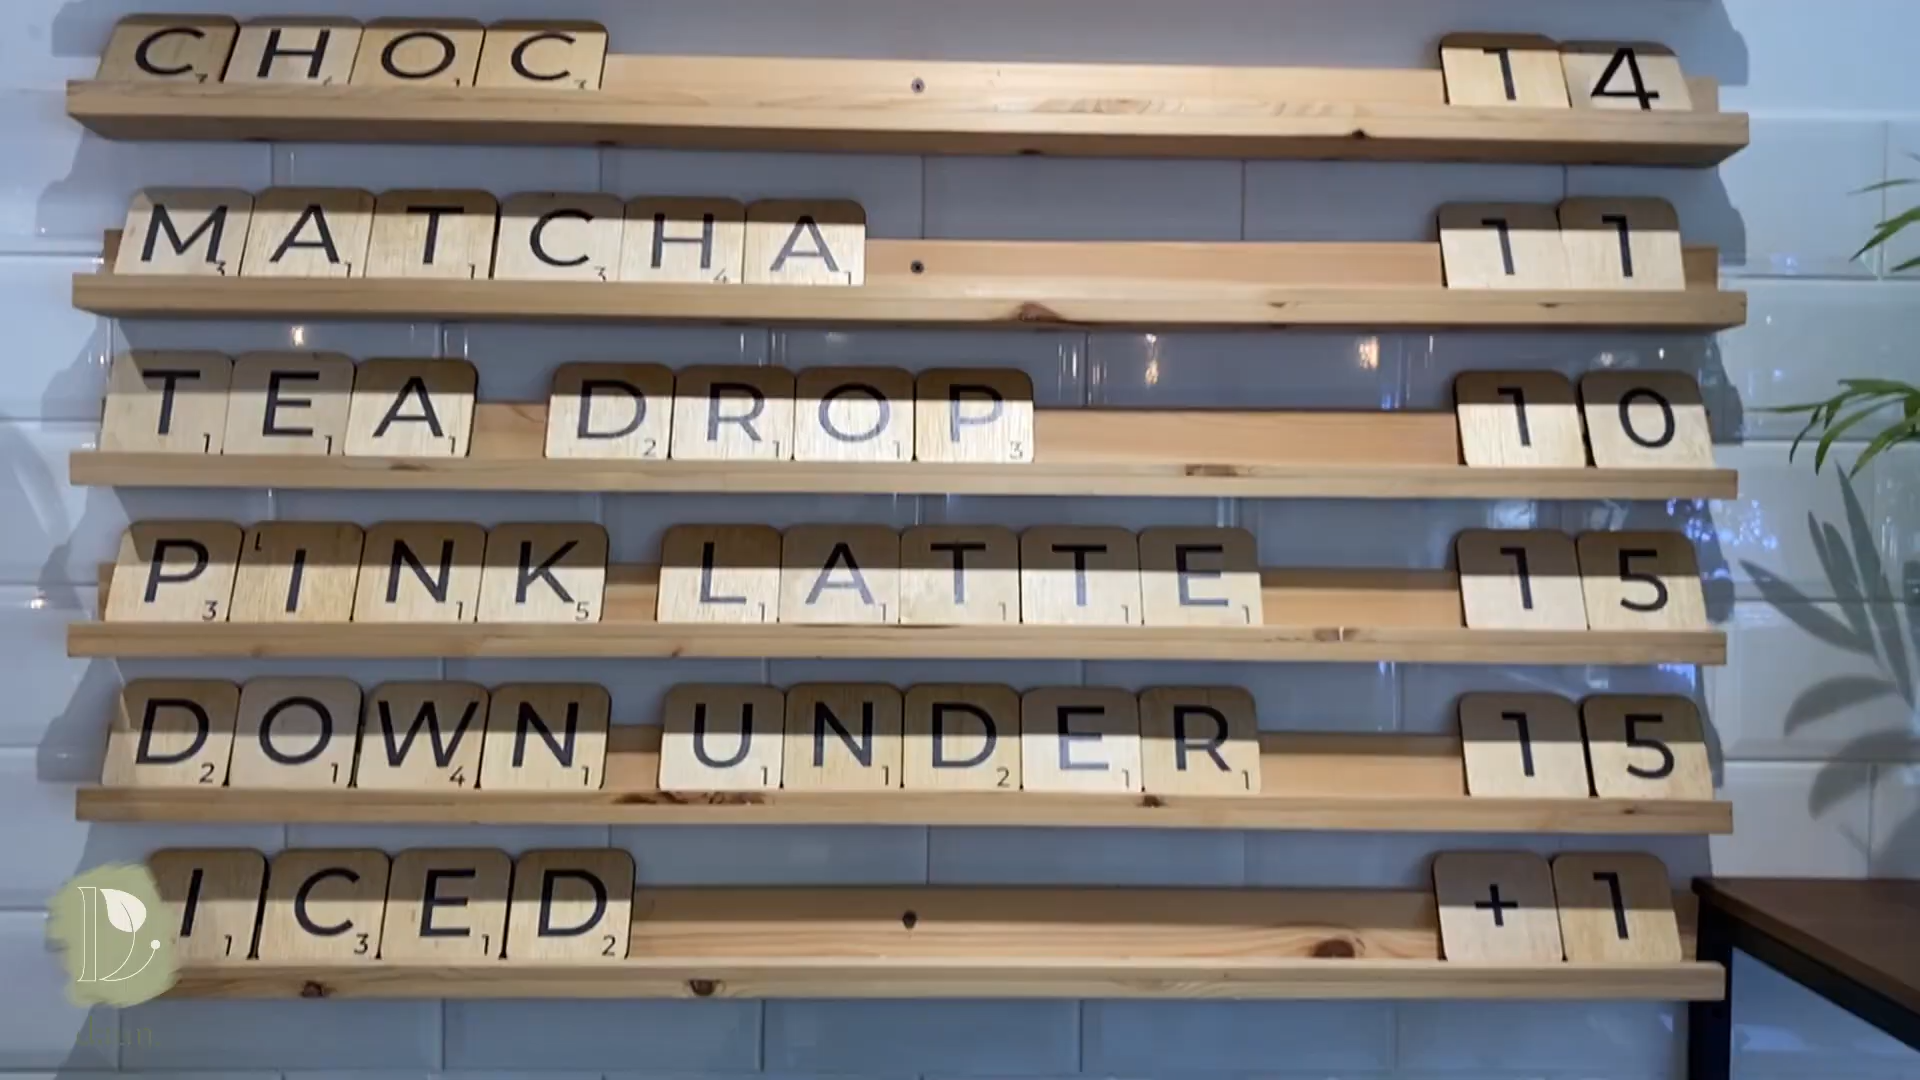 CHOC 14
MATCHA 11
TEA DROP 10
PINK LATTE 15
DOWN UNDER 15
ICED +1